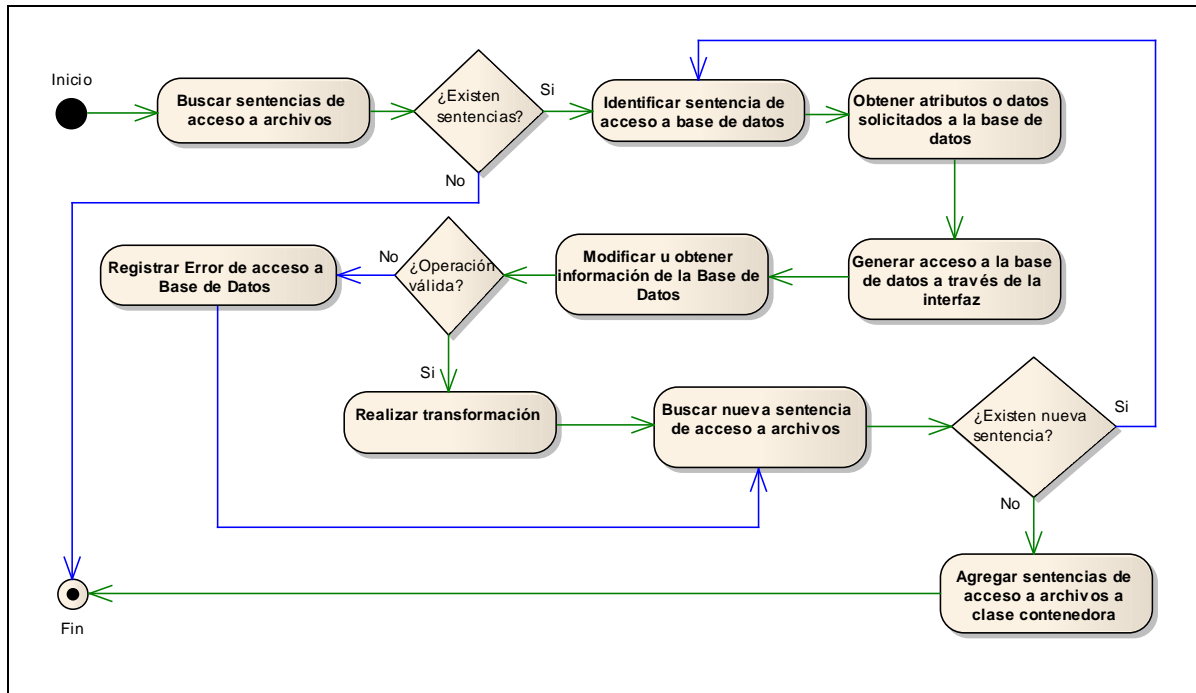 Inicio
Buscar sentencias de
acceso a archivos
¿Existen
sentencias?
Si
No
Identificar sentencia de
acceso a base de datos
Obtener atributos o datos
solicitados a la base de
datos
Registrar Error de acceso a
Base de Datos
No
¿Operación
válida?
Si
Modificar u obtener
información de la Base de
Datos
Generar acceso a la base
de datos a través de la
interfaz
Realizar transformación
Buscar nueva sentencia
de acceso a archivos
¿Existen nueva
sentencia?
Si
No
Agregar sentencias de
acceso a archivos a
clase contenedora
Fin